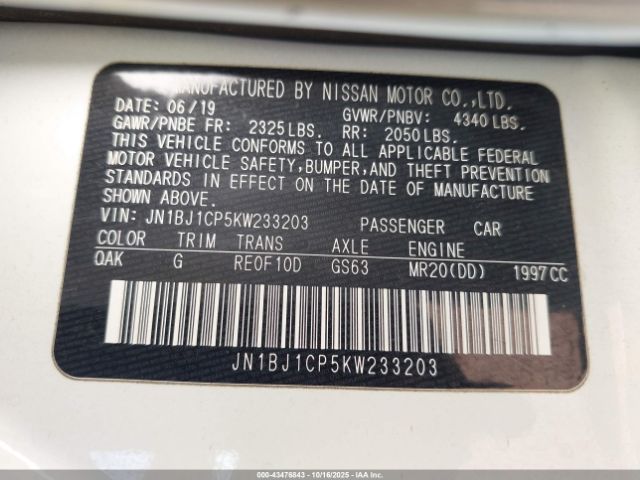 MANUFACTURED BY NISSAN MOTOR CO.,LTD.
DATE: 06/19 GVWR/PNBV: 4340 LBS.
GAWR/PNBE FR: 2325 LBS. RR: 2050 LBS.
THIS VEHICLE CONFORMS TO ALL APPLICABLE FEDERAL
MOTOR VEHICLE SAFETY, BUMPER, AND THEFT PREVENTION
STANDARDS IN EFFECT ON THE DATE OF MANUFACTURE
SHOWN ABOVE.
VIN: JN1BJ1CP5KW233203 PASSENGER CAR
COLOR TRIM TRANS AXLE ENGINE
QAK G RE0F10D GS63 MR20(DD) 1997CC
JN1BJ1CP5KW233203
000-43476843 | 10/16/2025 | IAAI.COM